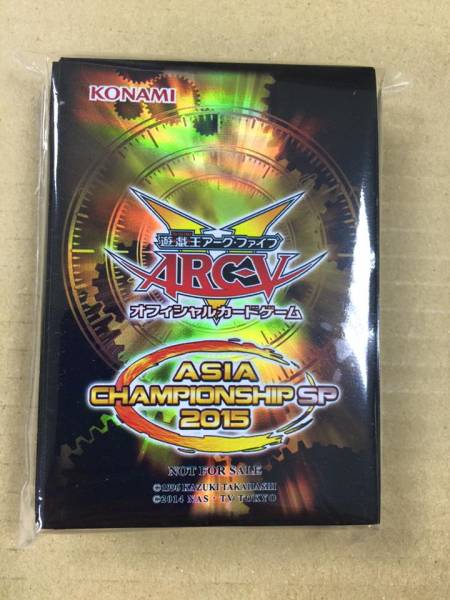 KONAMI
遊☆戯☆王アーク・ファイブ
ARC-V
オフィシャルカードゲーム
ASIA
CHAMPIONSHIP SP
2015
NOT FOR SALE
©1996 KAZUKI TAKAHASHI
©2014 NAS・TV TOKYO